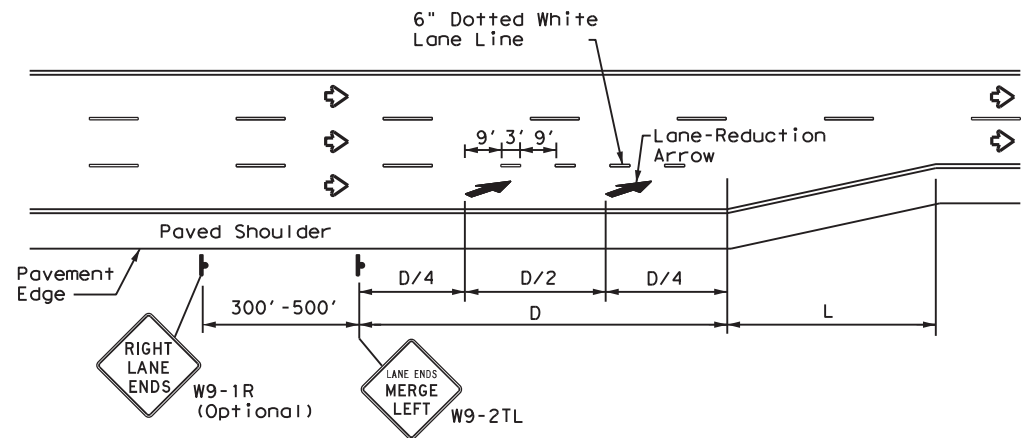 6" Dotted White
Lane Line
9' 3' 9'
Lane-Reduction
Arrow
Paved Shoulder
Pavement
Edge
D/4 D/2 D/4
300'-500' D L
RIGHT
LANE
ENDS
W9-1R
(Optional)
LANE ENDS
MERGE
LEFT
W9-2TL